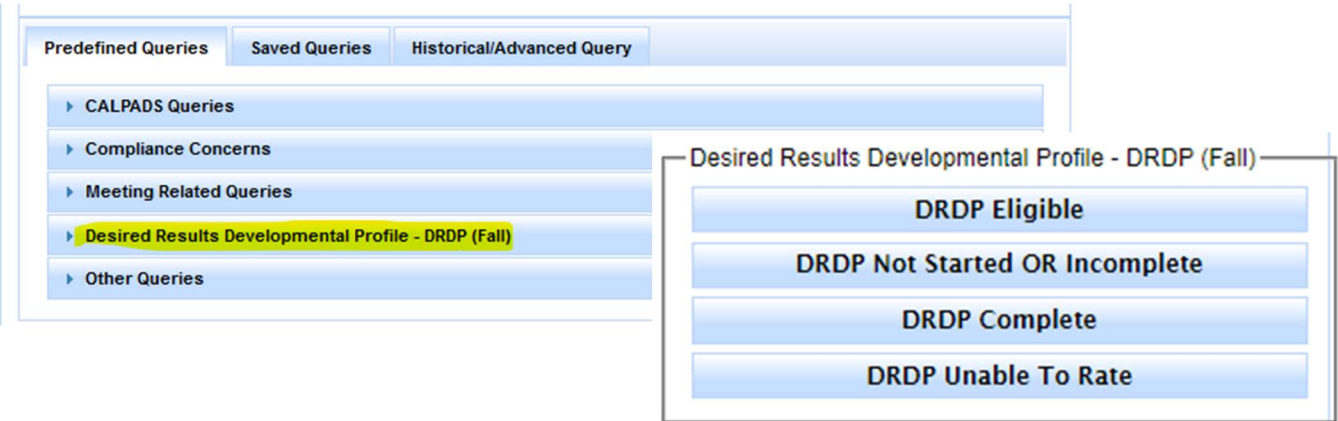 Predefined Queries Saved Queries Historical/Advanced Query
CALPADS Queries
Compliance Concerns
Meeting Related Queries
Desired Results Developmental Profile - DRDP (Fall)
Other Queries
Desired Results Developmental Profile - DRDP (Fall)
DRDP Eligible
DRDP Not Started OR Incomplete
DRDP Complete
DRDP Unable To Rate